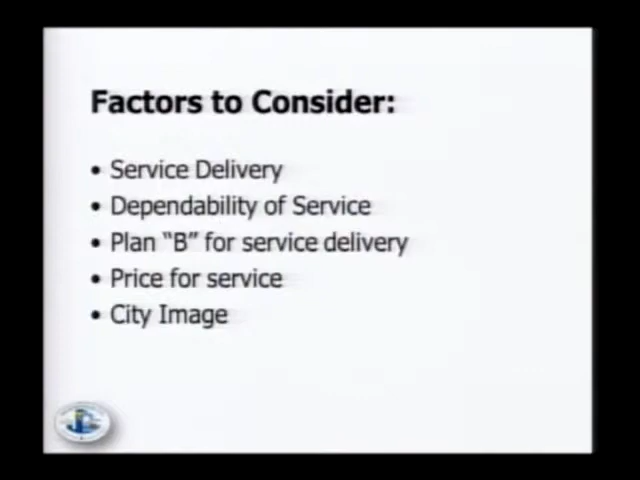 Factors to Consider:
• Service Delivery
• Dependability of Service
• Plan “B” for service delivery
• Price for service
• City Image